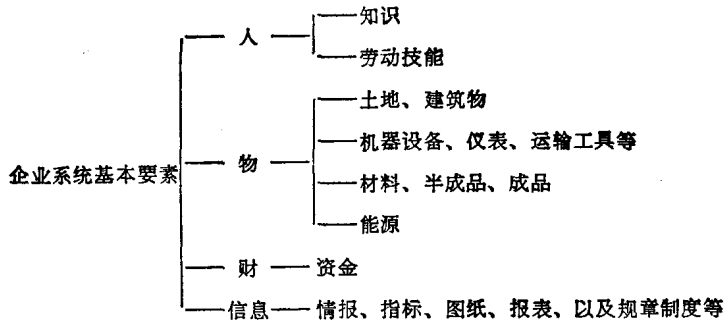 知识
人
劳动技能
土地、建筑物
机器设备、仪表、运输工具等
物
企业系统基本要素
材料、半成品、成品
能源
财 资金
信息 情报、指标、图纸、报表、以及规章制度等